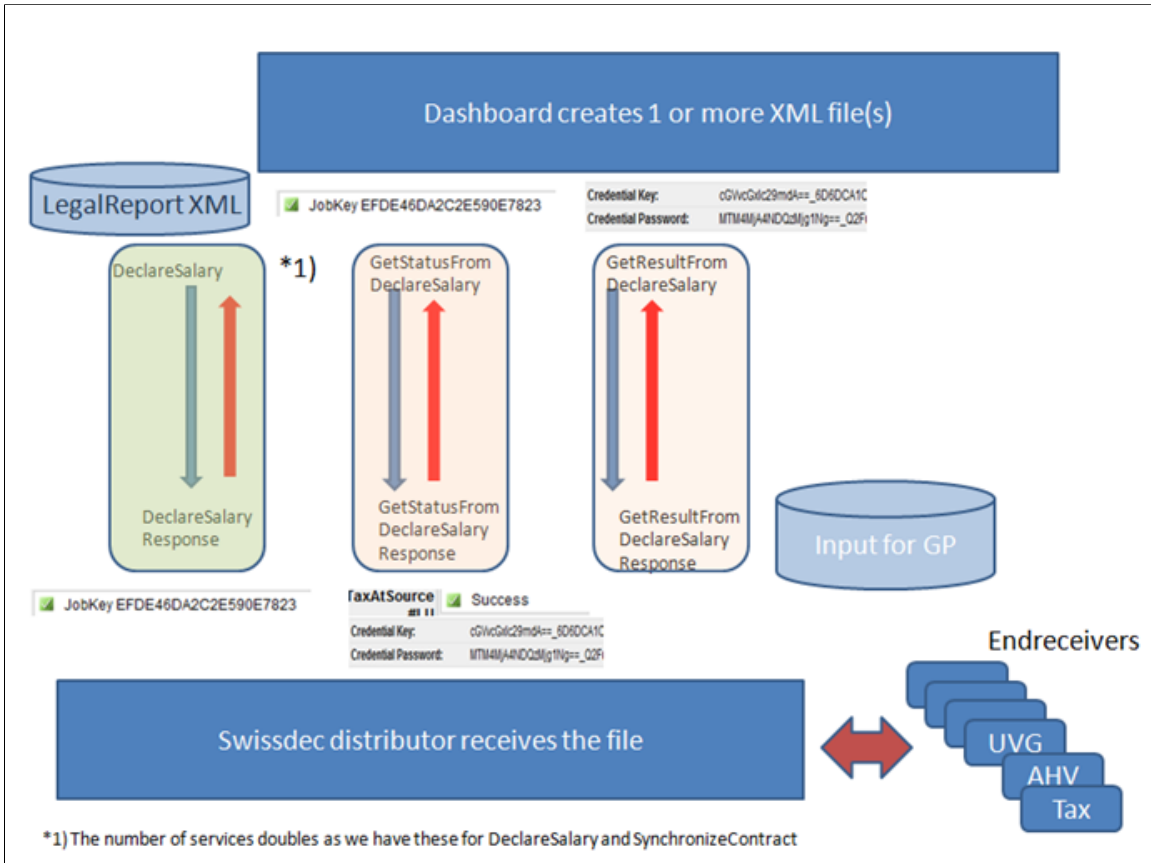 Dashboard creates 1 or more XML file(s)
LegalReport XML
JobKey EFDE46DA2C2E590E7823
Credential Key:
Credential Password:
DeclareSalary
*1)
GetStatusFrom
DeclareSalary
GetResultFrom
DeclareSalary
DeclareSalary
Response
GetStatusFrom
DeclareSalary
Response
GetResultFrom
DeclareSalary
Response
Input for GP
JobKey EFDE46DA2C2E590E7823
TaxAtSource
Success
Credential Key:
Credential Password:
Endreceivers
Swissdec distributor receives the file
UVG
AHV
Tax
*1) The number of services doubles as we have these for DeclareSalary and SynchronizeContract